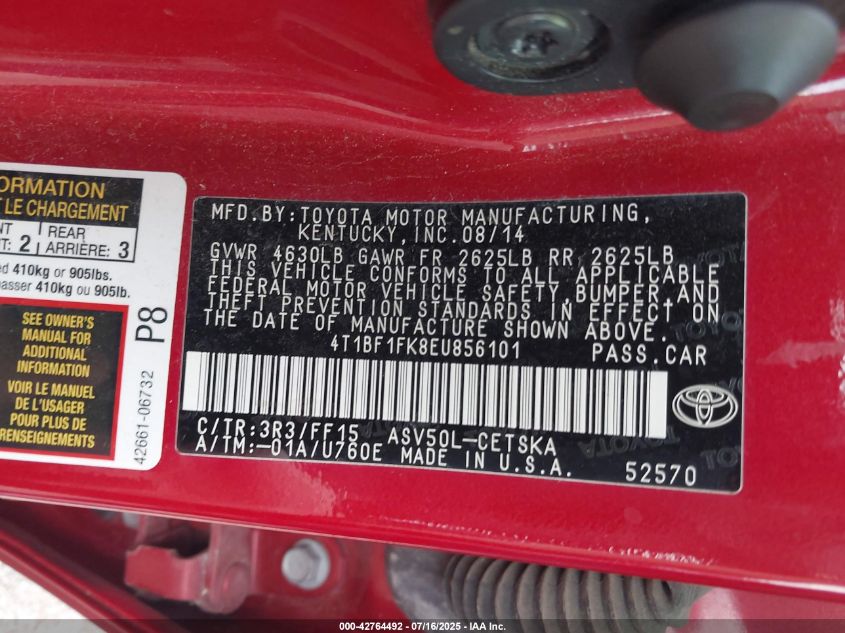 ORMATION
T LE CHARGEMENT
NT
: 2
REAR
ARRIÈRE: 3
ed 410kg or 905lbs.
passer 410kg ou 905lb.
SEE OWNER'S
MANUAL FOR
ADDITIONAL
INFORMATION
VOIR LE MANUEL
DE L'USAGER
POUR PLUS DE
RENSEIGNEMENTS
P8
42661-06732
MFD.BY:TOYOTA MOTOR MANUFACTURING,
KENTUCKY,INC.08/14
GVWR 4630LB GAWR FR 2625LB RR 2625LB
THIS VEHICLE CONFORMS TO ALL APPLICABLE
FEDERAL MOTOR VEHICLE SAFETY,BUMPER,AND
THEFT PREVENTION STANDARDS IN EFFECT ON
THE DATE OF MANUFACTURE SHOWN ABOVE.
4T1BF1FK8EU856101 PASS.CAR
C/TR:3R3/FF15 ASV50L-CETSKA
A/TM:-01A/U760E MADE IN U.S.A.
52570
TOYOTA
000-42764492 - 07/16/2025 - IAA, Inc.